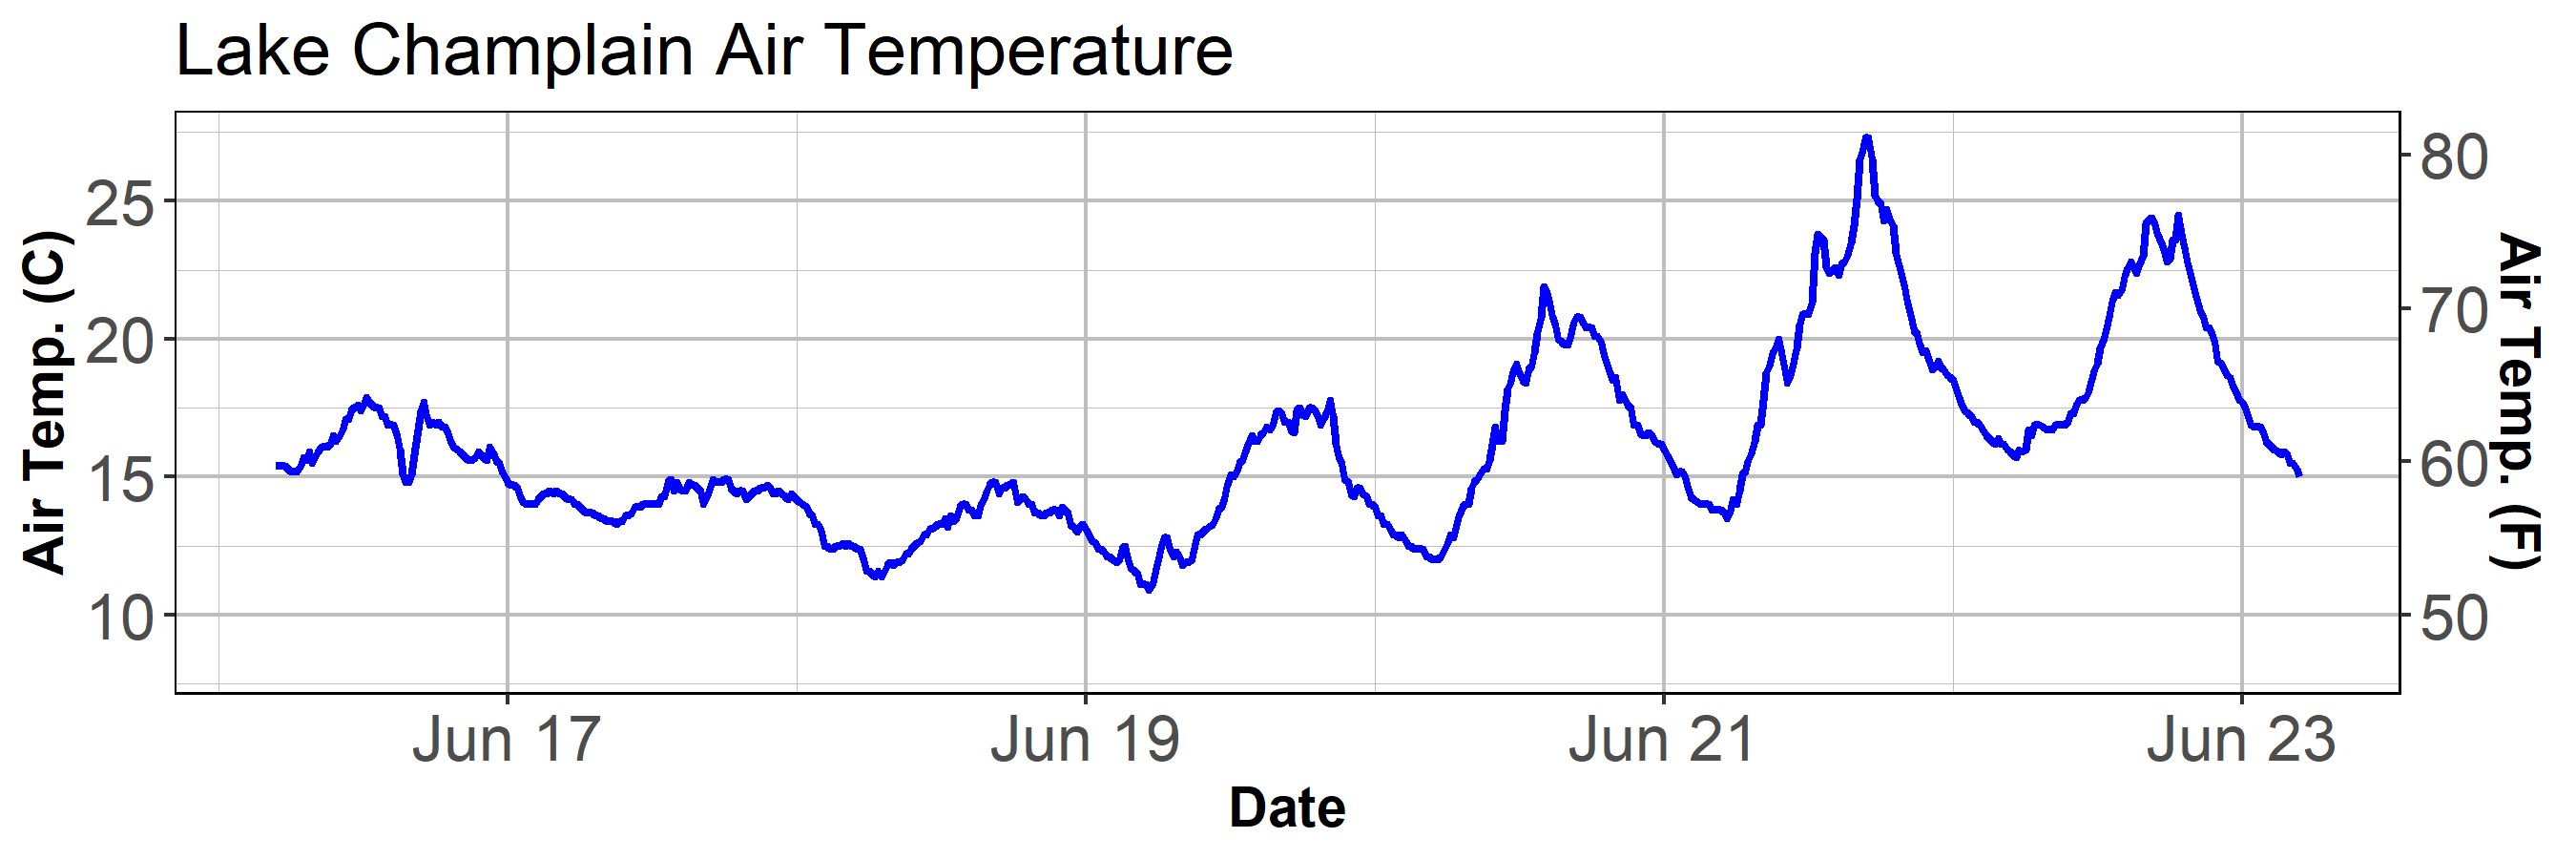 Lake Champlain Air Temperature
Air Temp. (C)
25
20
15
10
80
70
60
50
Air Temp. (F)
Jun 17
Jun 19
Jun 21
Jun 23
Date